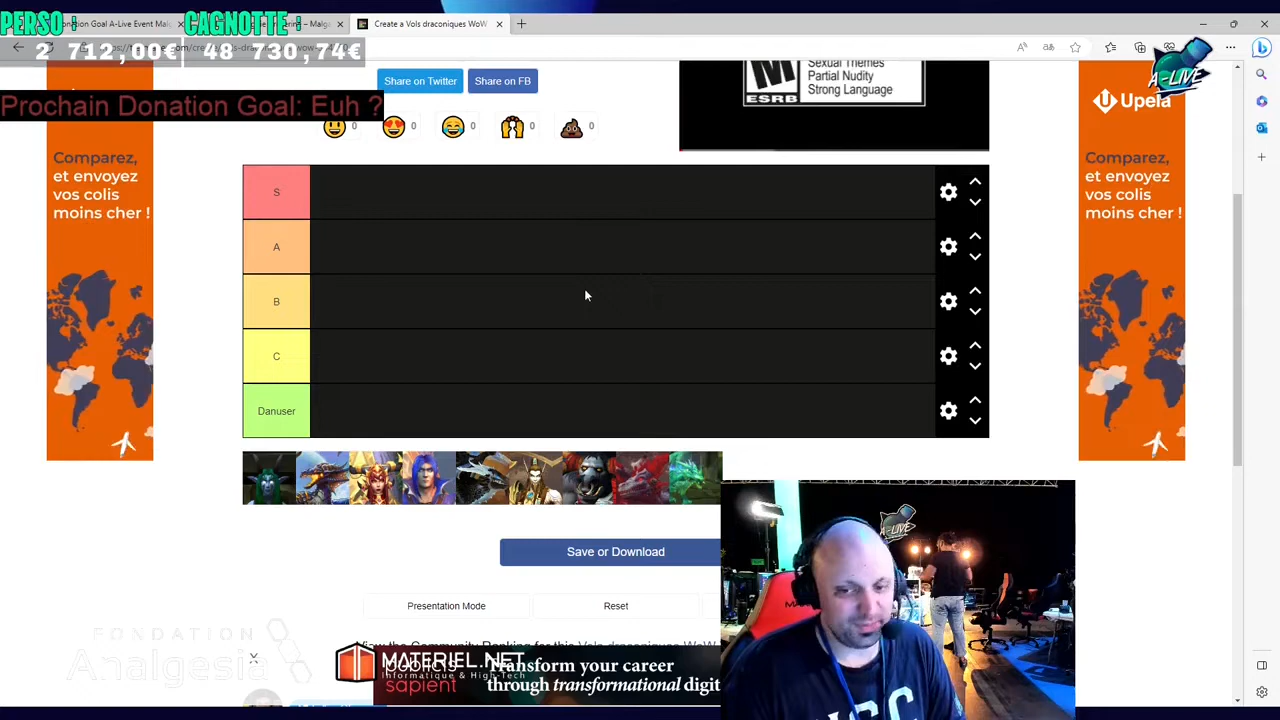 PERSO :
CAGNOTTE :
Create a Vols draconiques WoW
2 712,00€ 48 730,74€
Prochain Donation Goal: Euh ?
Share on Twitter
Share on FB
Sexual Themes
Partial Nudity
Strong Language
ESRB
A-LIVE
Upela
0
0
0
0
0
Comparez,
et envoyez
vos colis
moins cher !
Comparez,
et envoyez
vos colis
moins cher !
S
A
B
C
Danuser
A-LIVE
Save or Download
Presentation Mode
Reset
FONDATION
Analgesia
MATERIEL.NET
Informatique & High-Tech
sapient
Transform your career
through transformational digit